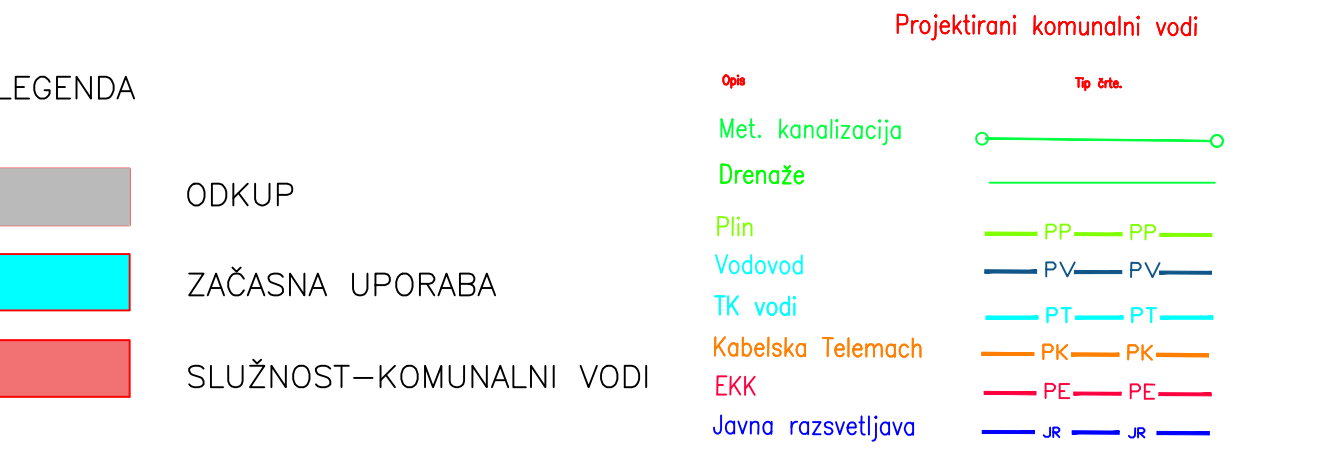 LEGENDA
ODKUP
ZAČASNA UPORABA
SLUŽNOST-KOMUNALNI VODI
Projektirani komunalni vodi
Opis Tip črte.
Met. kanalizacija
Drenaže
Plin PP PP
Vodovod PV PV
TK vodi PT PT
Kabelska Telemach PK PK
EKK PE PE
Javna razsvetljava JR JR